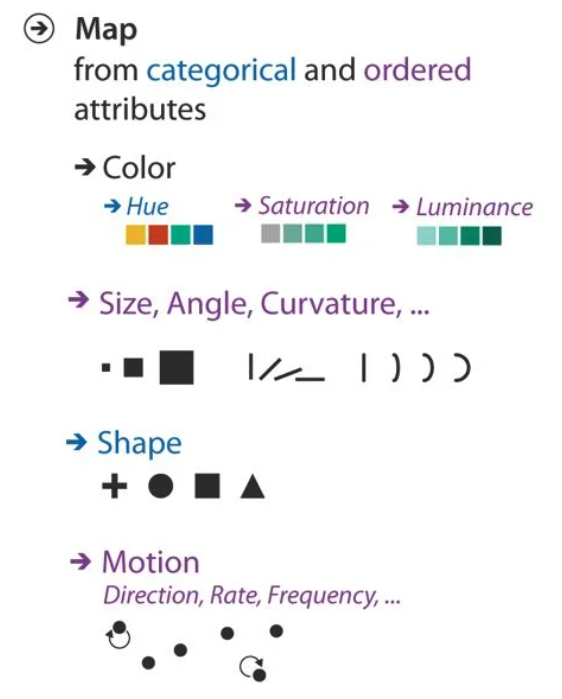 Map
from categorical and ordered
attributes
Color
Hue
Saturation
Luminance
Size, Angle, Curvature, ...
Shape
Motion
Direction, Rate, Frequency, ...